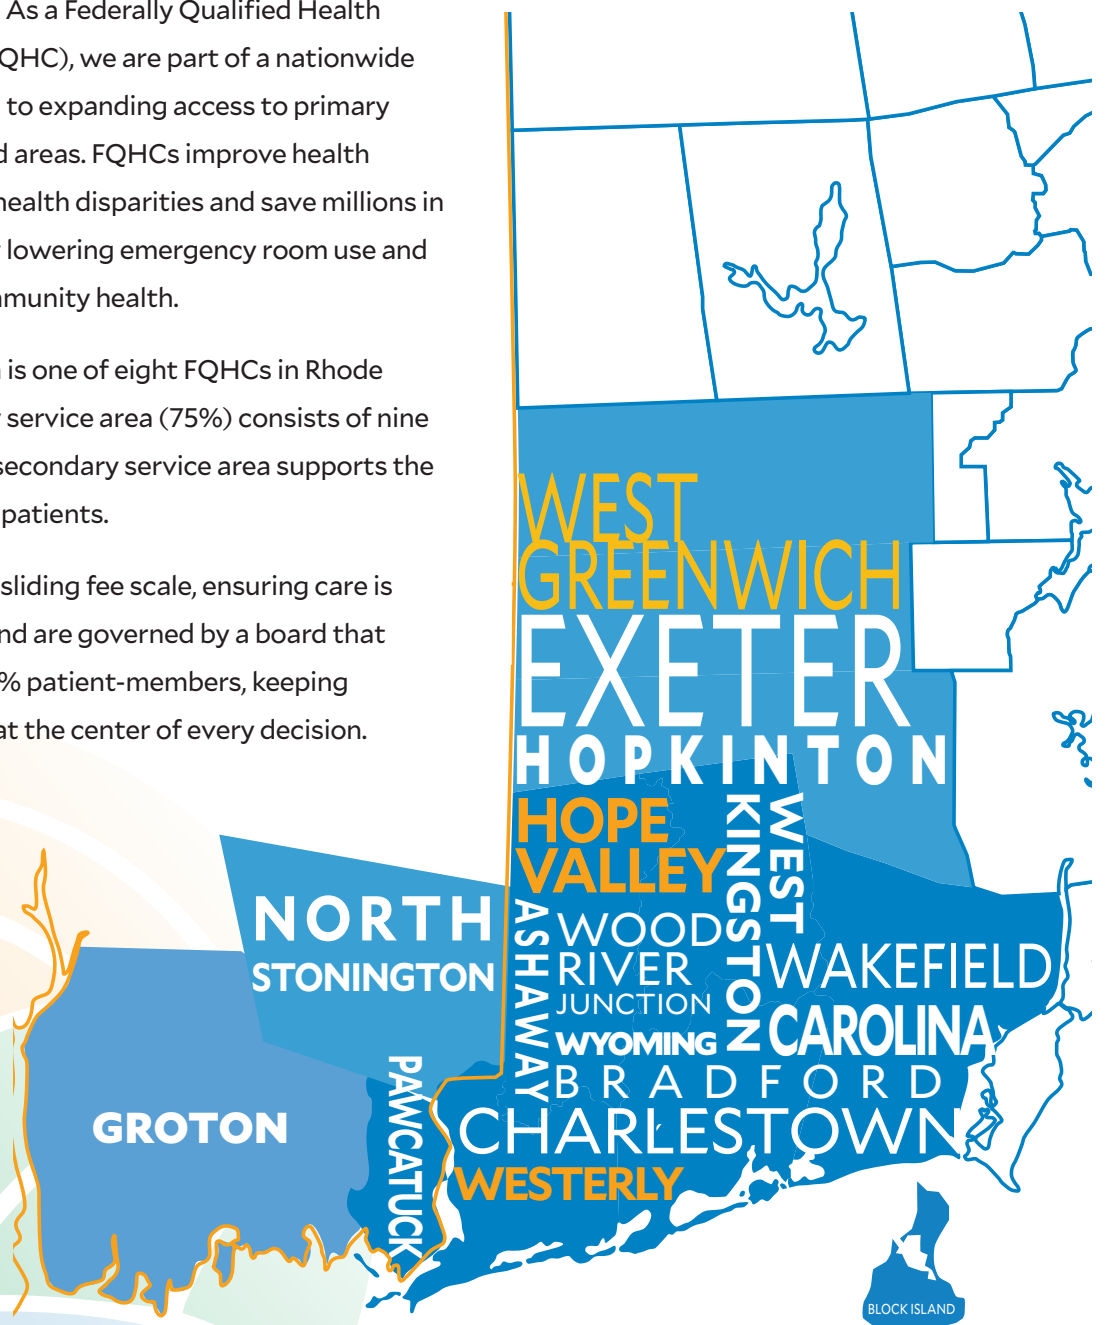 As a Federally Qualified Health
QHC), we are part of a nationwide
to expanding access to primary
d areas. FQHCs improve health
health disparities and save millions in
lowering emergency room use and
mmunity health.
is one of eight FQHCs in Rhode
service area (75%) consists of nine
secondary service area supports the
patients.
sliding fee scale, ensuring care is
nd are governed by a board that
% patient-members, keeping
at the center of every decision.
WEST
GREENWICH
EXETER
HOPKINTON
HOPE
VALLEY
WEST
KINGSTON
NORTH
STONINGTON
ASHAWAY
WOOD
RIVER
JUNCTION
WYOMING
WAKEFIELD
CAROLINA
BRADFORD
PAWCATUCK
GROTON
CHARLESTOWN
WESTERLY
BLOCK ISLAND